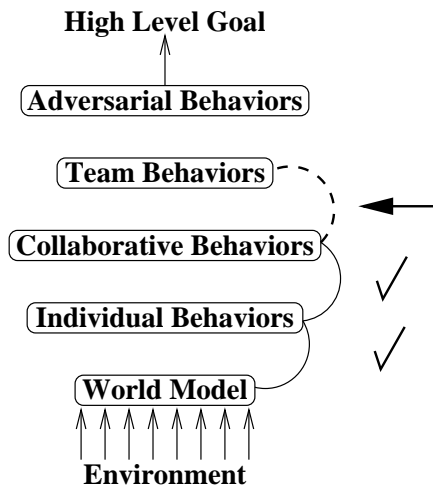 High Level Goal
Adversarial Behaviors
Team Behaviors
Collaborative Behaviors
Individual Behaviors
World Model
Environment